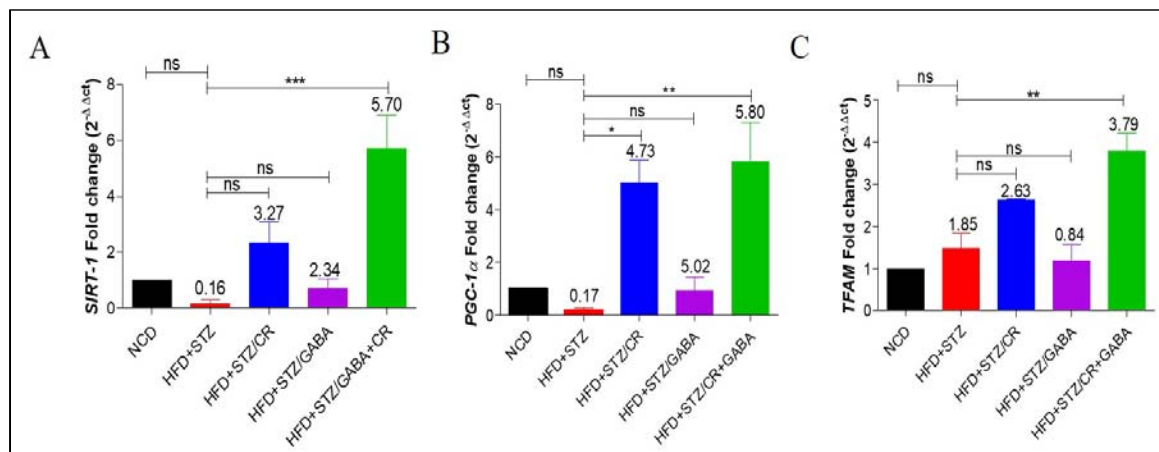 A
ns
***
SIRT-1 Fold change (2-ΔΔct)
8
6
4
2
0
5.70
ns
ns
3.27
2.34
0.16
NCD
HFD+STZ
HFD+STZ/CR
HFD+STZ/GABA
HFD+STZ/GABA+CR
B
ns
**
ns
*
PGC-1α Fold change (2-ΔΔct)
8
6
4
2
0
5.80
4.73
5.02
0.17
NCD
HFD+STZ
HFD+STZ/CR
HFD+STZ/GABA
HFD+STZ/CR+GABA
C
ns
**
ns
ns
TFAM Fold change (2-ΔΔct)
5
4
3
2
1
0
3.79
2.63
1.85
0.84
NCD
HFD+STZ
HFD+STZ/CR
HFD+STZ/GABA
HFD+STZ/CR+GABA